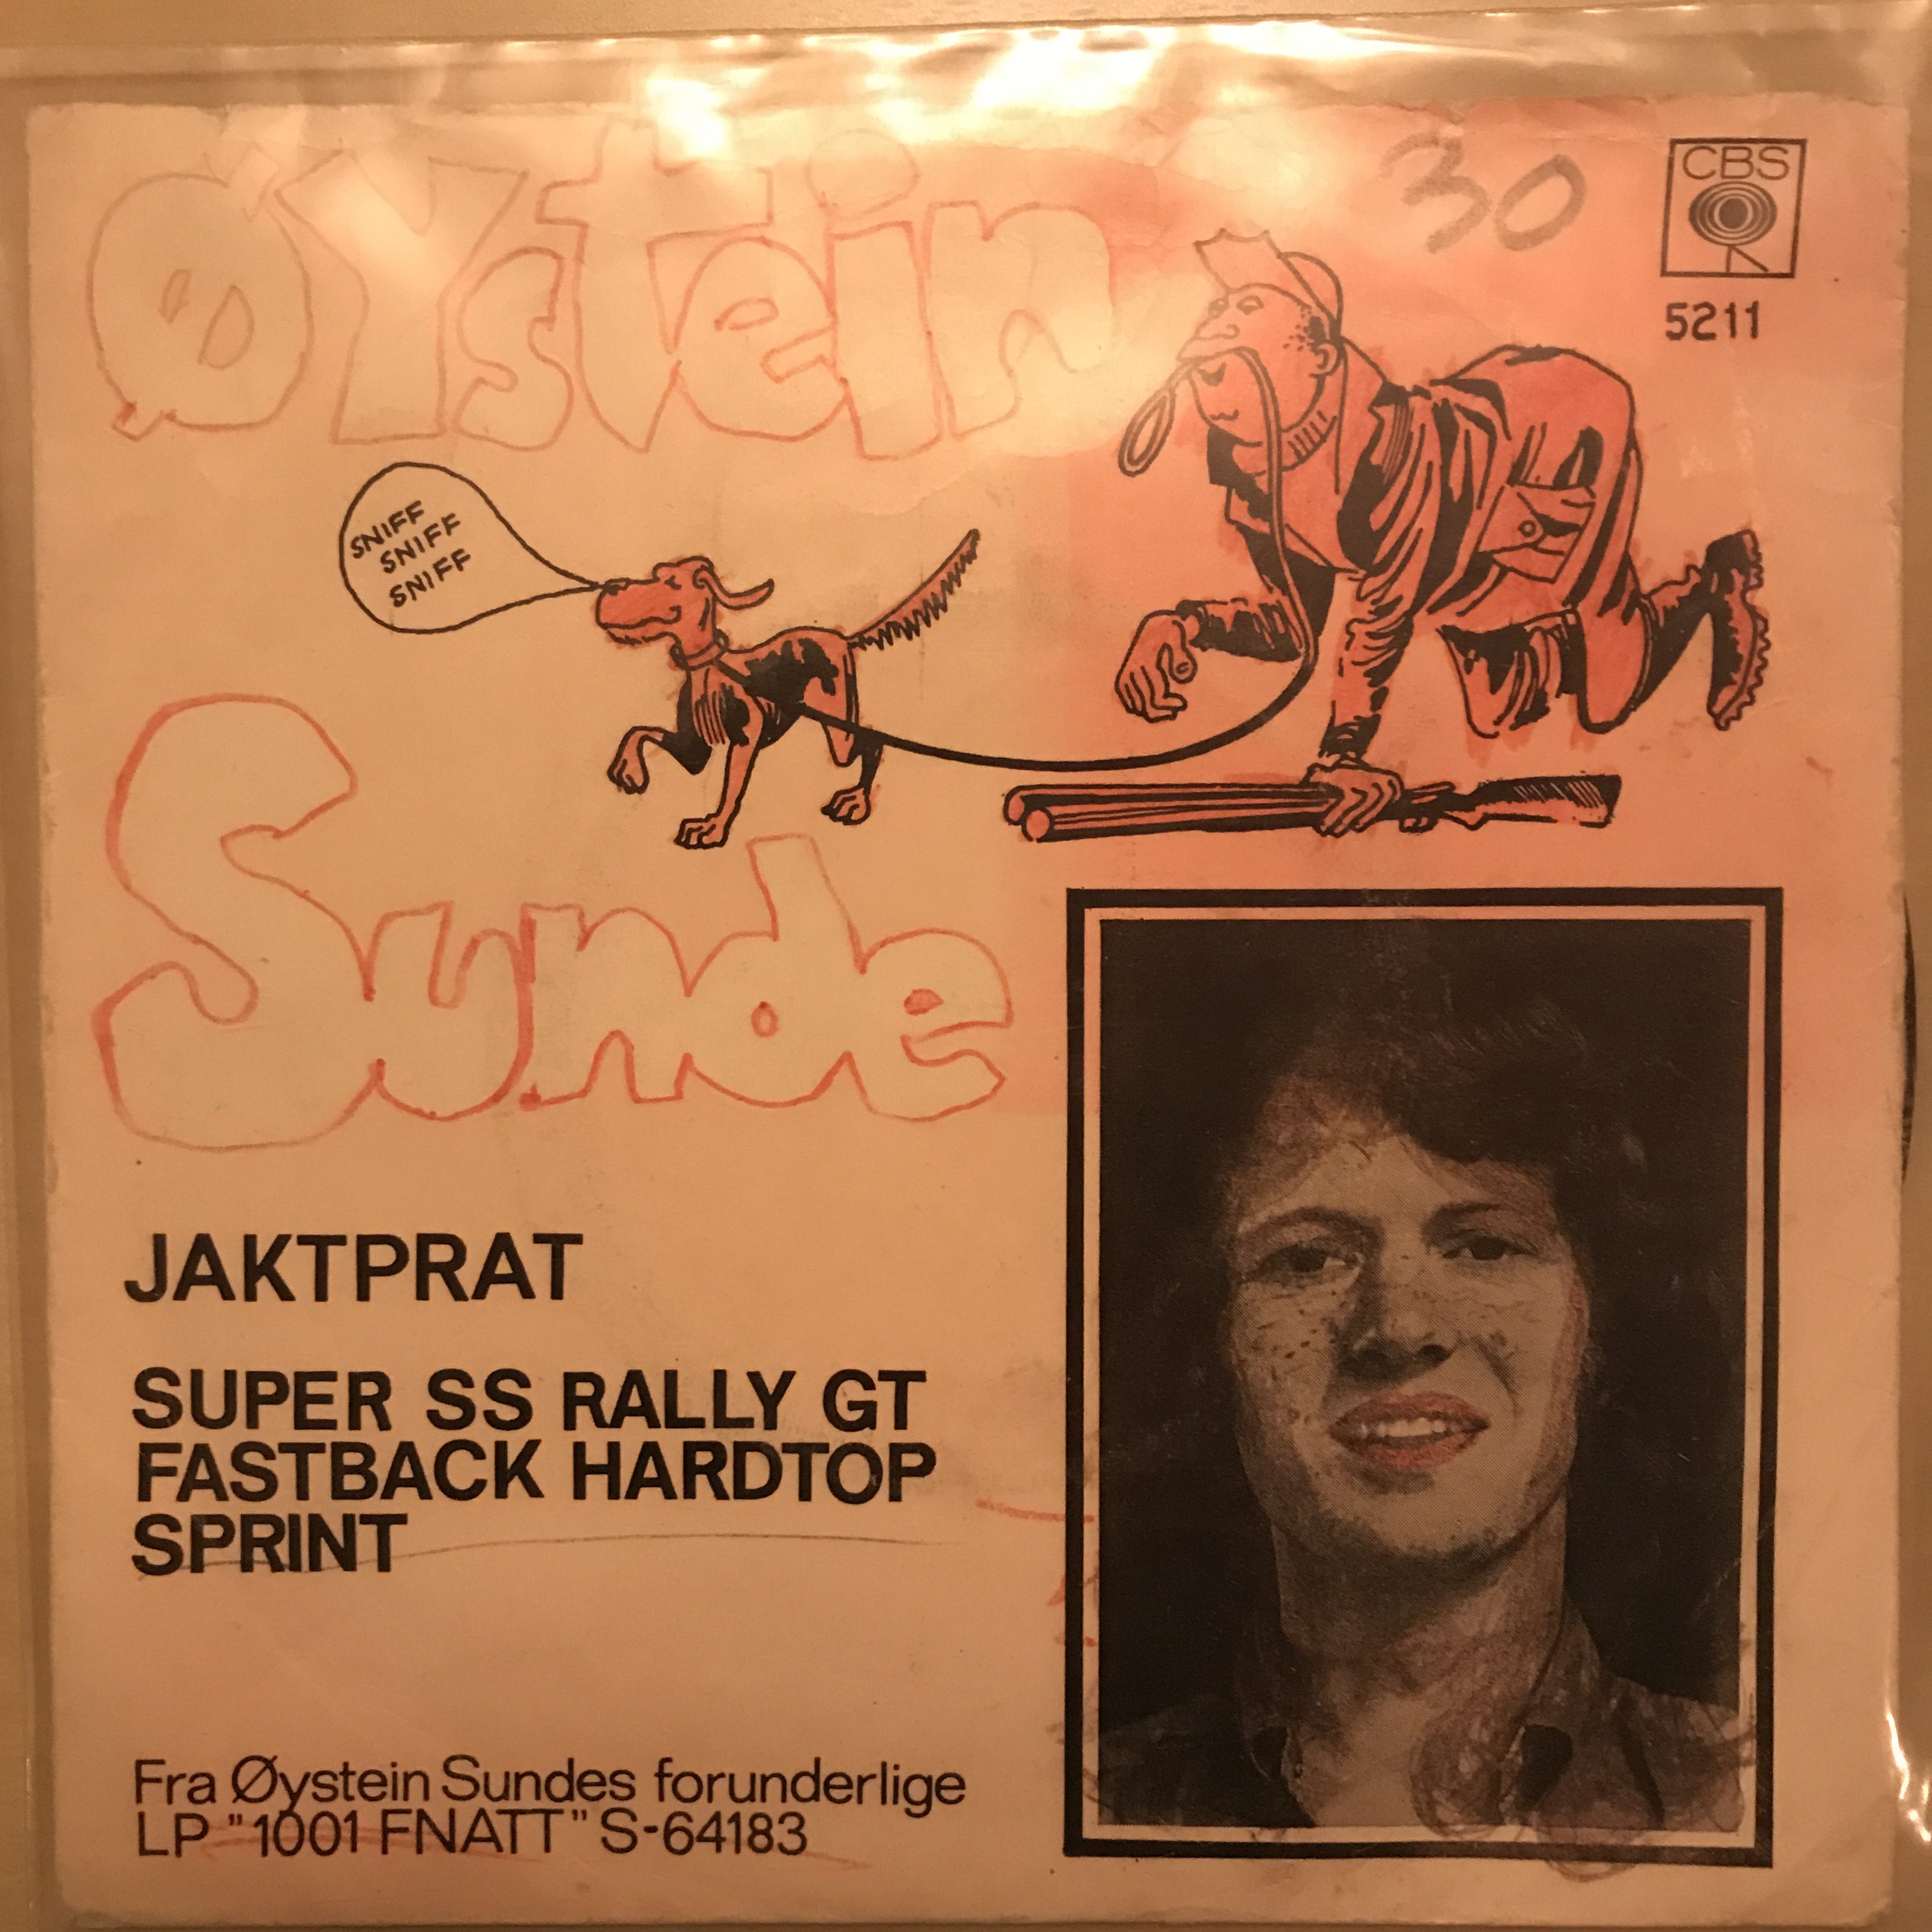 ØYstein
30
CBS
5211
SNIFF
SNIFF
SNIFF
Sunde
JAKTPRAT
SUPER SS RALLY GT
FASTBACK HARDTOP
SPRINT
Fra Øystein Sundes forunderlige
LP "1001 FNATT" S-64183